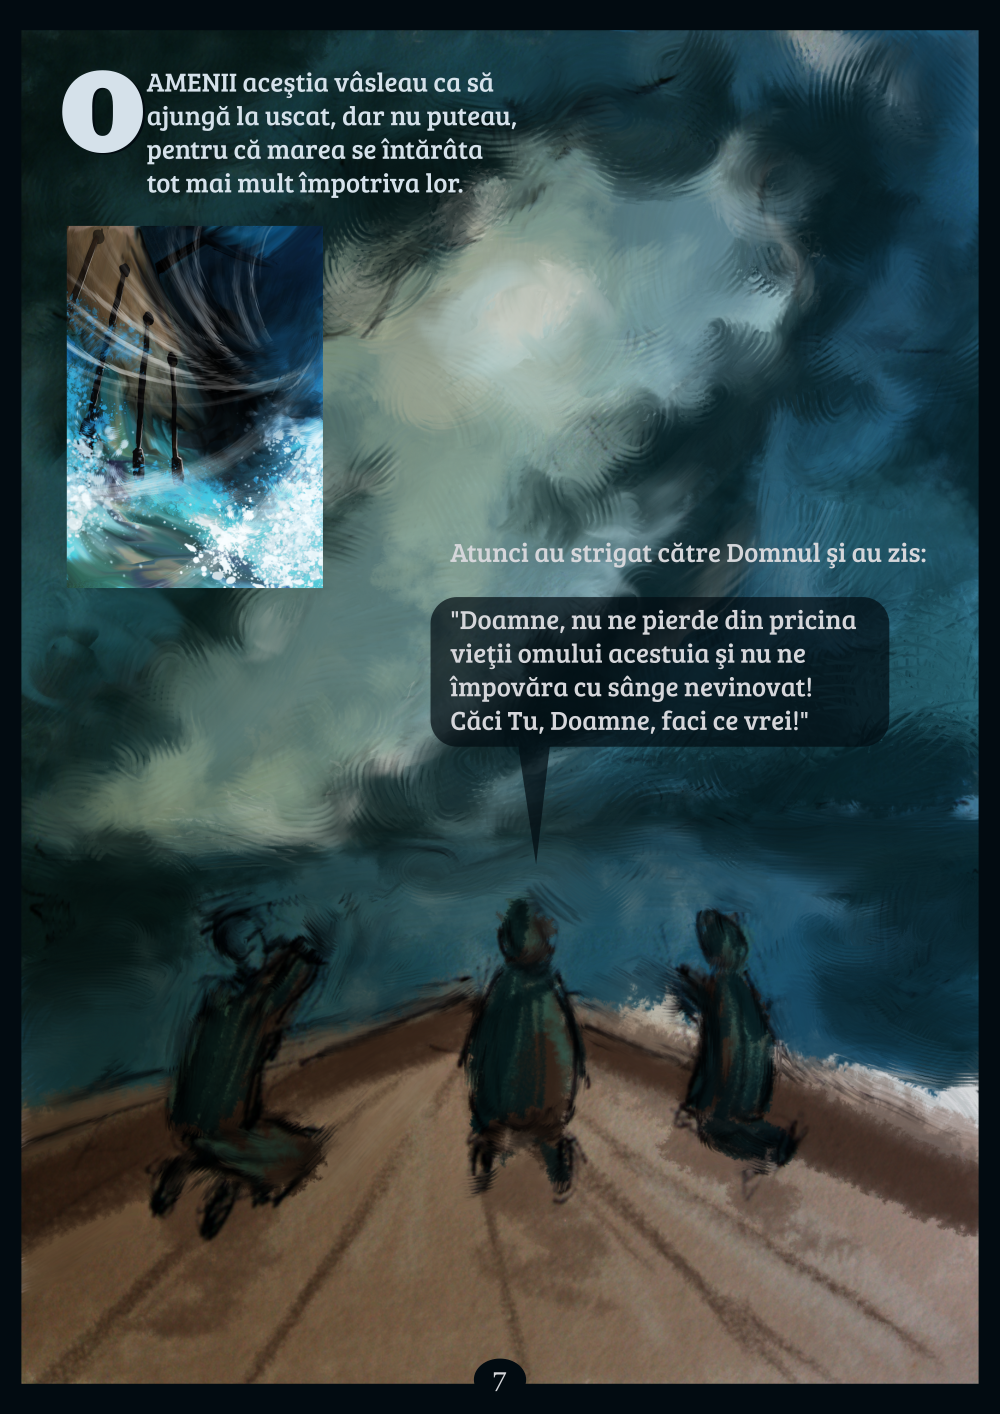 OAMENII aceştia vâsleau ca să
ajungă la uscat, dar nu puteau,
pentru că marea se întărâta
tot mai mult împotriva lor.
Atunci au strigat către Domnul şi au zis:
"Doamne, nu ne pierde din pricina
vieţii omului acestuia şi nu ne
împovăra cu sânge nevinovat!
Căci Tu, Doamne, faci ce vrei!"
7